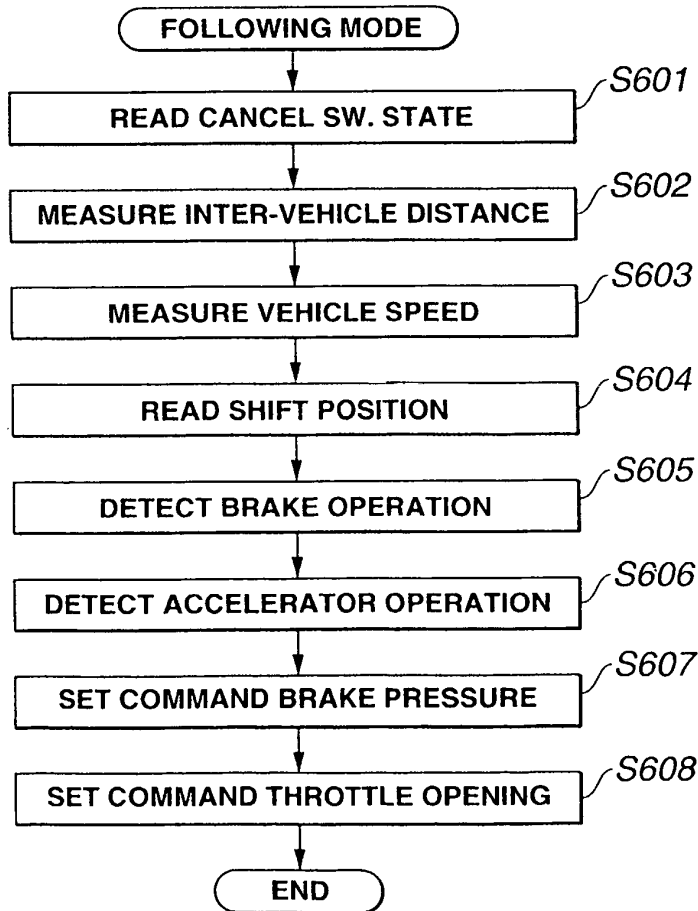 FOLLOWING MODE
S601
READ CANCEL SW. STATE
S602
MEASURE INTER-VEHICLE DISTANCE
S603
MEASURE VEHICLE SPEED
S604
READ SHIFT POSITION
S605
DETECT BRAKE OPERATION
S606
DETECT ACCELERATOR OPERATION
S607
SET COMMAND BRAKE PRESSURE
S608
SET COMMAND THROTTLE OPENING
END